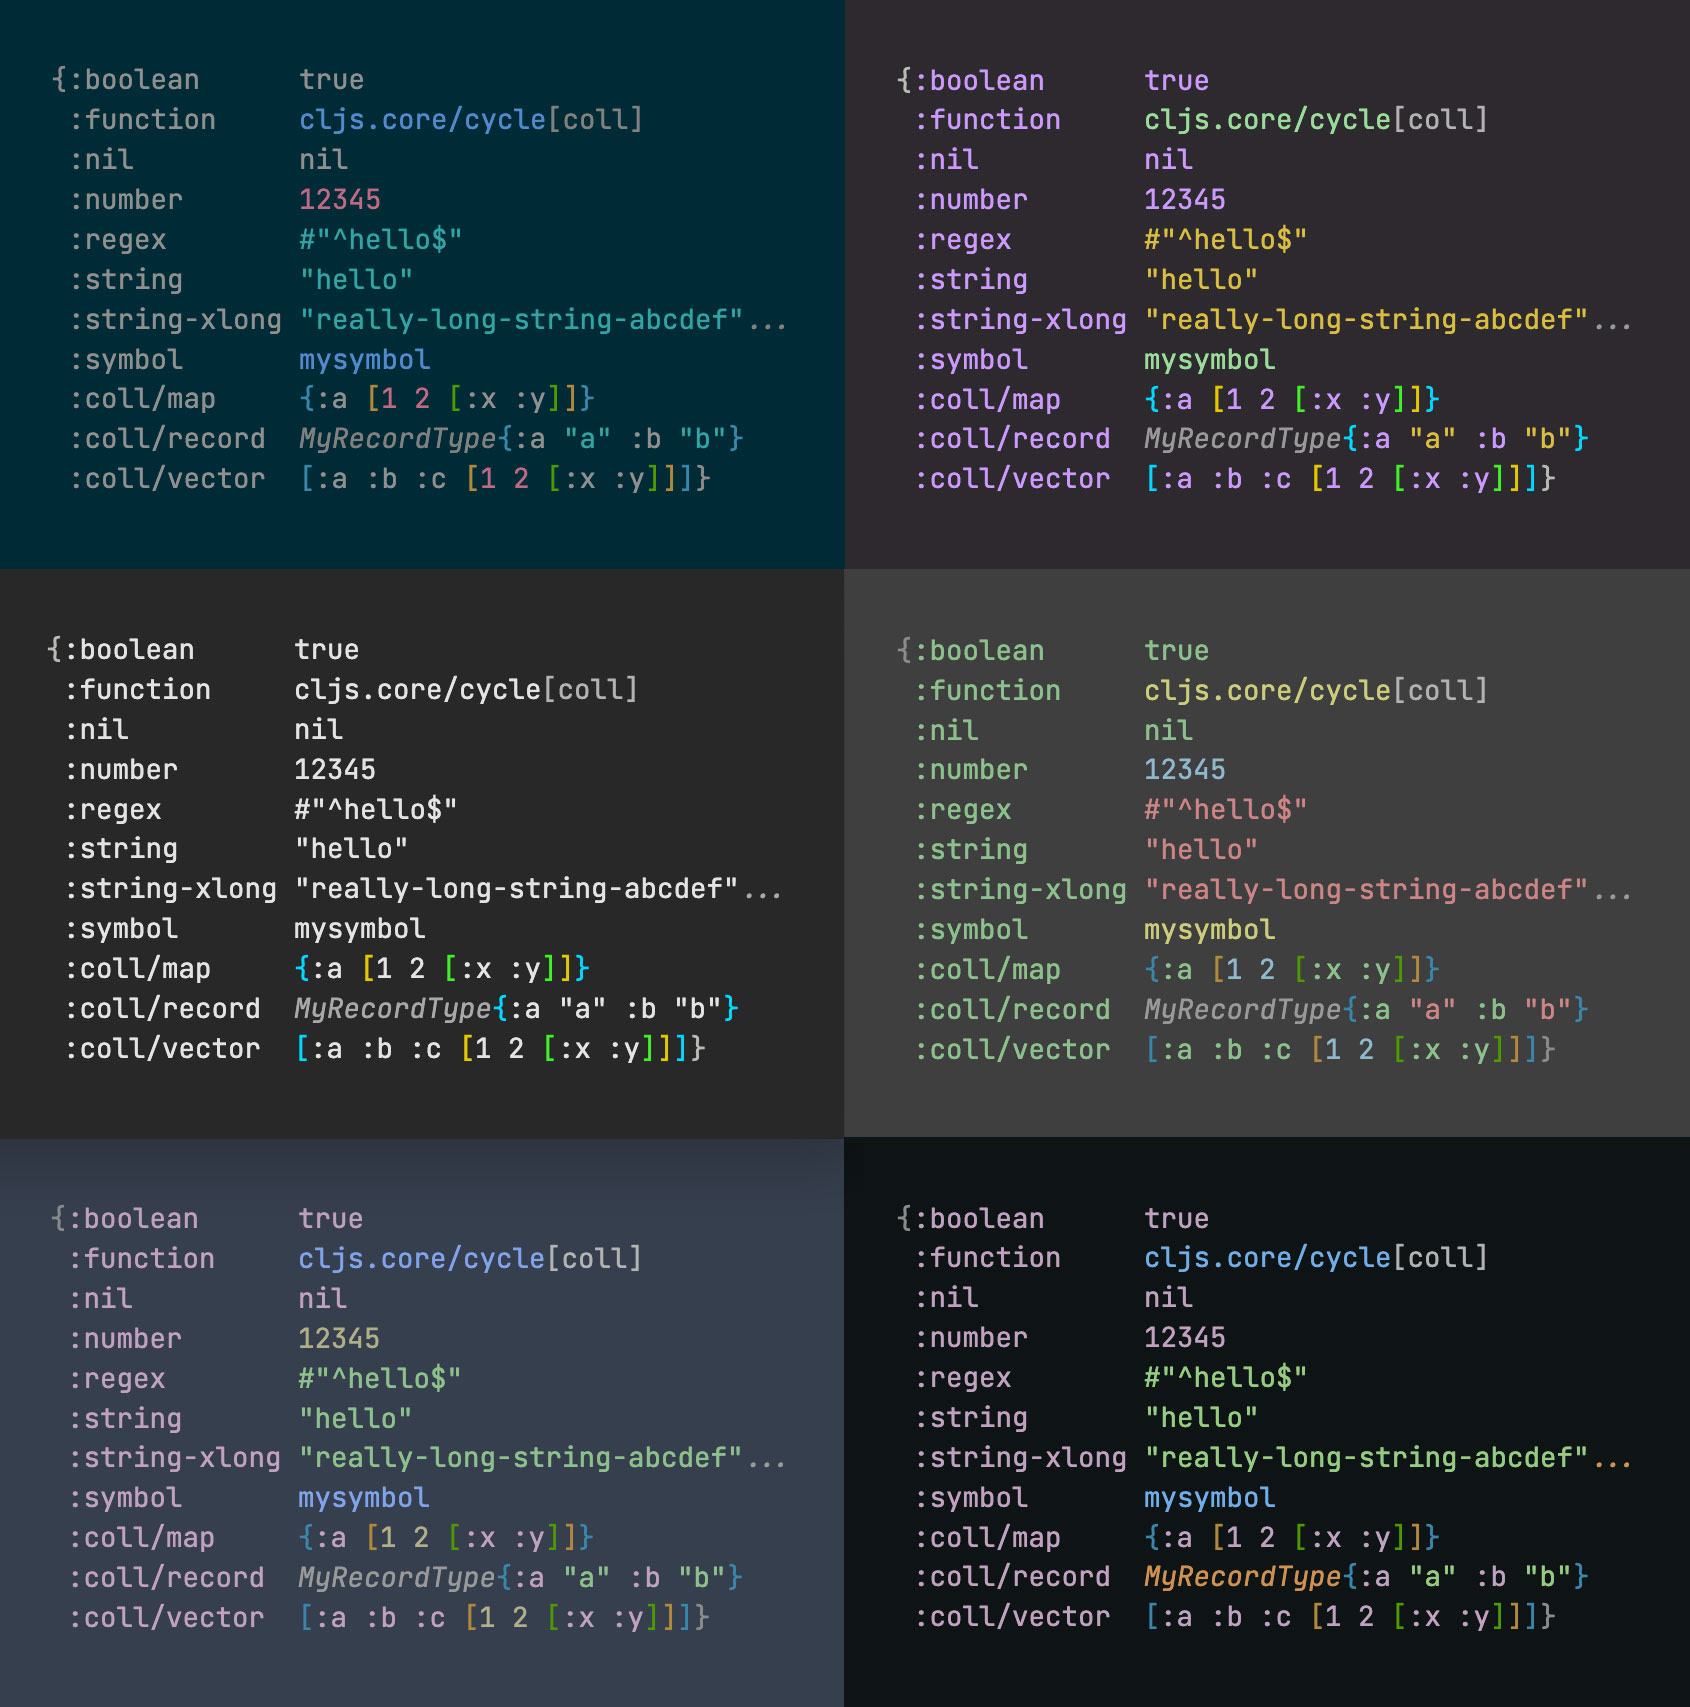 {:boolean      true
 :function     cljs.core/cycle[coll]
 :nil          nil
 :number       12345
 :regex        #"^hello$"
 :string       "hello"
 :string-xlong "really-long-string-abcdef"...
 :symbol       mysymbol
 :coll/map     {:a [1 2 [:x :y]]}
 :coll/record  MyRecordType{:a "a" :b "b"}
 :coll/vector  [:a :b :c [1 2 [:x :y]]]}
{:boolean      true
 :function     cljs.core/cycle[coll]
 :nil          nil
 :number       12345
 :regex        #"^hello$"
 :string       "hello"
 :string-xlong "really-long-string-abcdef"...
 :symbol       mysymbol
 :coll/map     {:a [1 2 [:x :y]]}
 :coll/record  MyRecordType{:a "a" :b "b"}
 :coll/vector  [:a :b :c [1 2 [:x :y]]]}
{:boolean      true
 :function     cljs.core/cycle[coll]
 :nil          nil
 :number       12345
 :regex        #"^hello$"
 :string       "hello"
 :string-xlong "really-long-string-abcdef"...
 :symbol       mysymbol
 :coll/map     {:a [1 2 [:x :y]]}
 :coll/record  MyRecordType{:a "a" :b "b"}
 :coll/vector  [:a :b :c [1 2 [:x :y]]]}
{:boolean      true
 :function     cljs.core/cycle[coll]
 :nil          nil
 :number       12345
 :regex        #"^hello$"
 :string       "hello"
 :string-xlong "really-long-string-abcdef"...
 :symbol       mysymbol
 :coll/map     {:a [1 2 [:x :y]]}
 :coll/record  MyRecordType{:a "a" :b "b"}
 :coll/vector  [:a :b :c [1 2 [:x :y]]]}
{:boolean      true
 :function     cljs.core/cycle[coll]
 :nil          nil
 :number       12345
 :regex        #"^hello$"
 :string       "hello"
 :string-xlong "really-long-string-abcdef"...
 :symbol       mysymbol
 :coll/map     {:a [1 2 [:x :y]]}
 :coll/record  MyRecordType{:a "a" :b "b"}
 :coll/vector  [:a :b :c [1 2 [:x :y]]]}
{:boolean      true
 :function     cljs.core/cycle[coll]
 :nil          nil
 :number       12345
 :regex        #"^hello$"
 :string       "hello"
 :string-xlong "really-long-string-abcdef"...
 :symbol       mysymbol
 :coll/map     {:a [1 2 [:x :y]]}
 :coll/record  MyRecordType{:a "a" :b "b"}
 :coll/vector  [:a :b :c [1 2 [:x :y]]]}